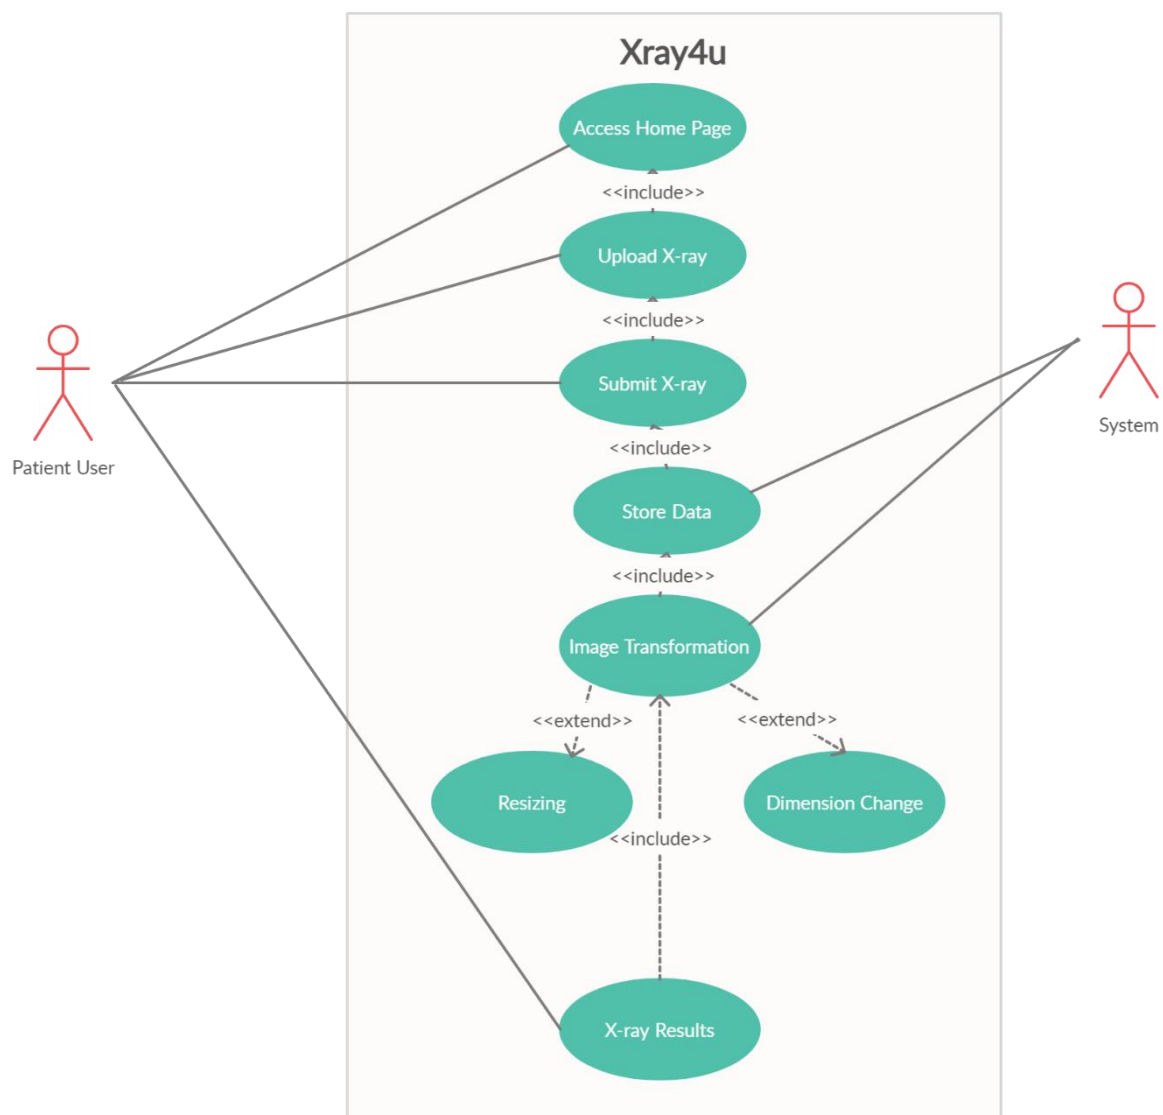 Xray4u
Access Home Page
<<include>>
Upload X-ray
<<include>>
Submit X-ray
Patient User
System
<<include>>
Store Data
<<include>>
Image Transformation
<<extend>>
<<extend>>
Resizing
Dimension Change
<<include>>
X-ray Results